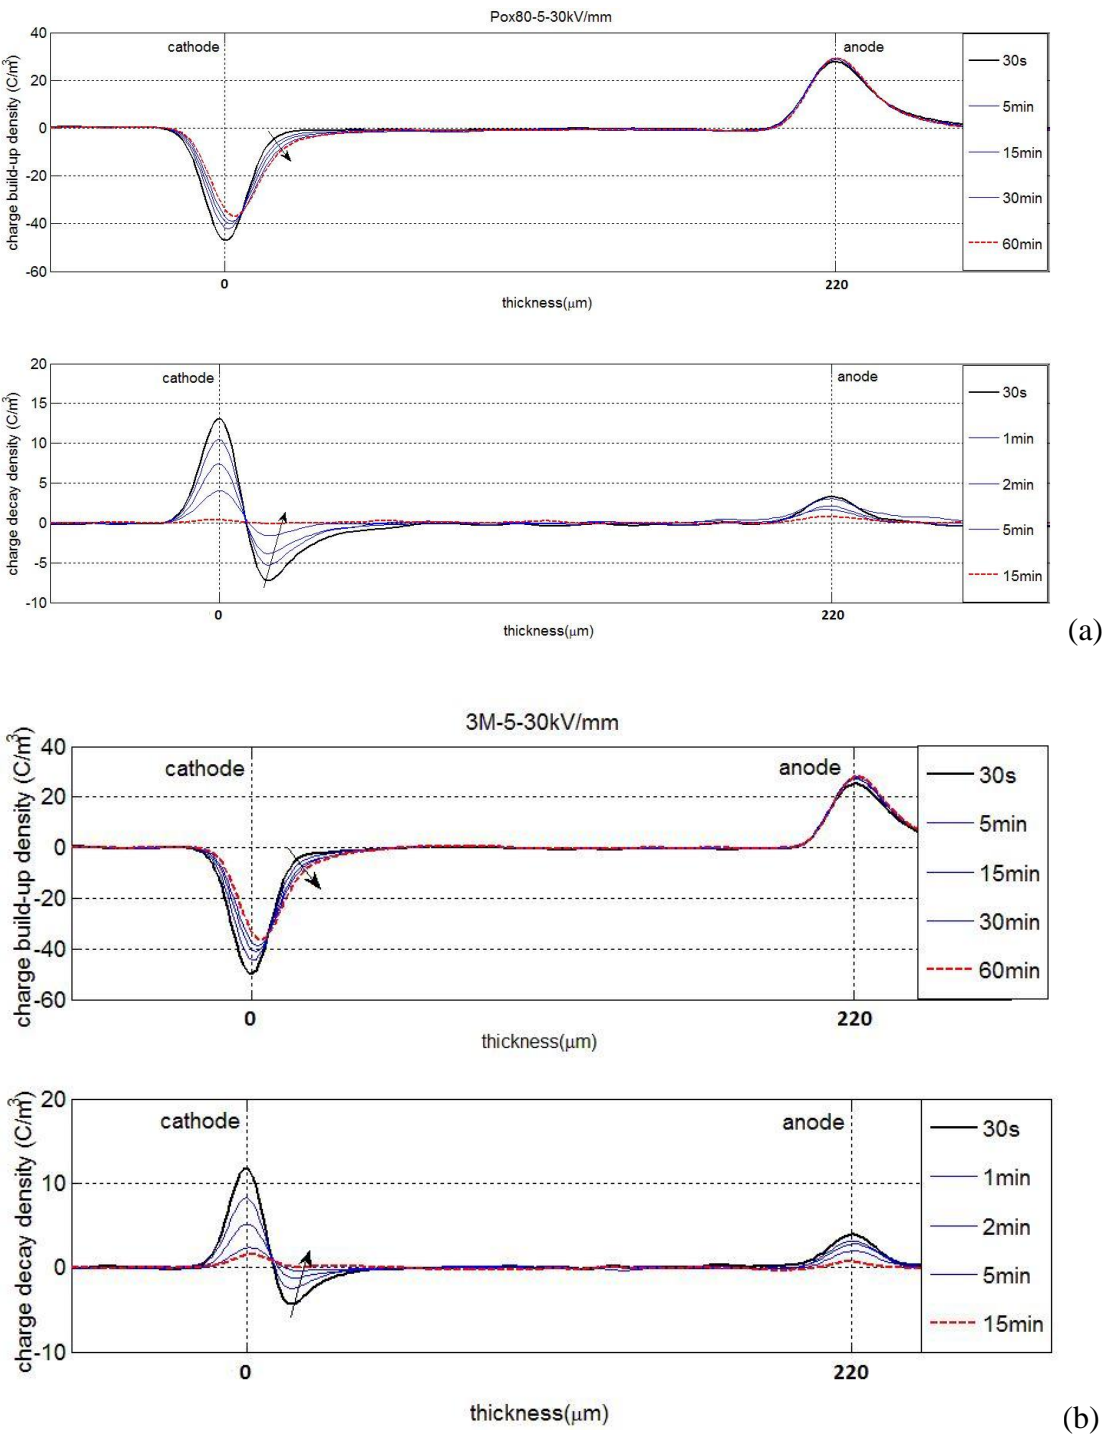 Pox80-5-30kV/mm
charge build-up density (C/m³)
40
20
0
-20
-40
-60
cathode
anode
30s
5min
15min
30min
60min
0
220
thickness(μm)
charge decay density (C/m³)
20
15
10
5
0
-5
-10
cathode
anode
30s
1min
2min
5min
15min
0
220
thickness(μm)
(a)
3M-5-30kV/mm
charge build-up density (C/m³)
40
20
0
-20
-40
-60
cathode
anode
30s
5min
15min
30min
60min
0
220
thickness(μm)
charge decay density (C/m³)
20
10
0
-10
cathode
anode
30s
1min
2min
5min
15min
0
220
thickness(μm)
(b)